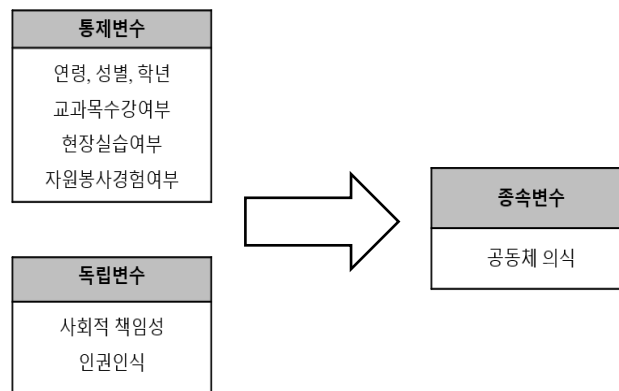 통제변수
연령, 성별, 학년
교과목수강여부
현장실습여부
자원봉사경험여부
독립변수
사회적 책임성
인권인식
종속변수
공동체 의식